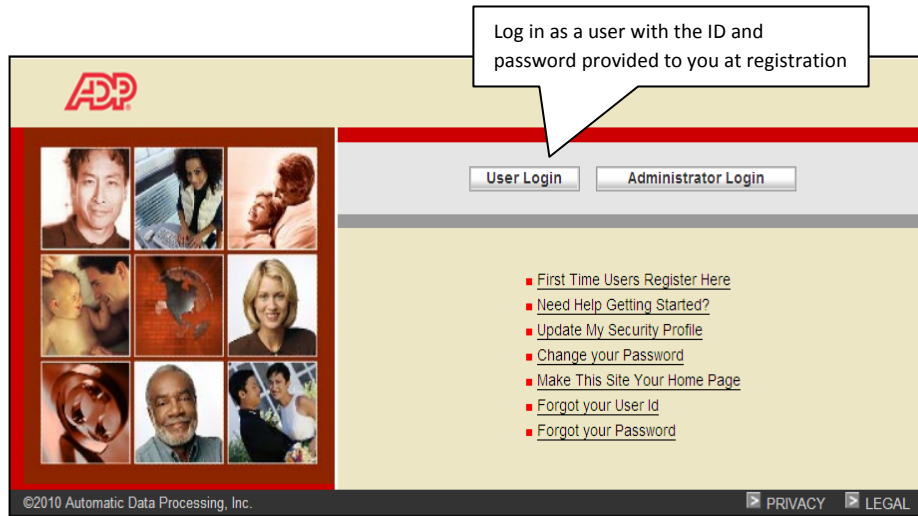 Log in as a user with the ID and
password provided to you at registration
ADP
User Login
Administrator Login
First Time Users Register Here
Need Help Getting Started?
Update My Security Profile
Change your Password
Make This Site Your Home Page
Forgot your User Id
Forgot your Password
©2010 Automatic Data Processing, Inc.
PRIVACY
LEGAL